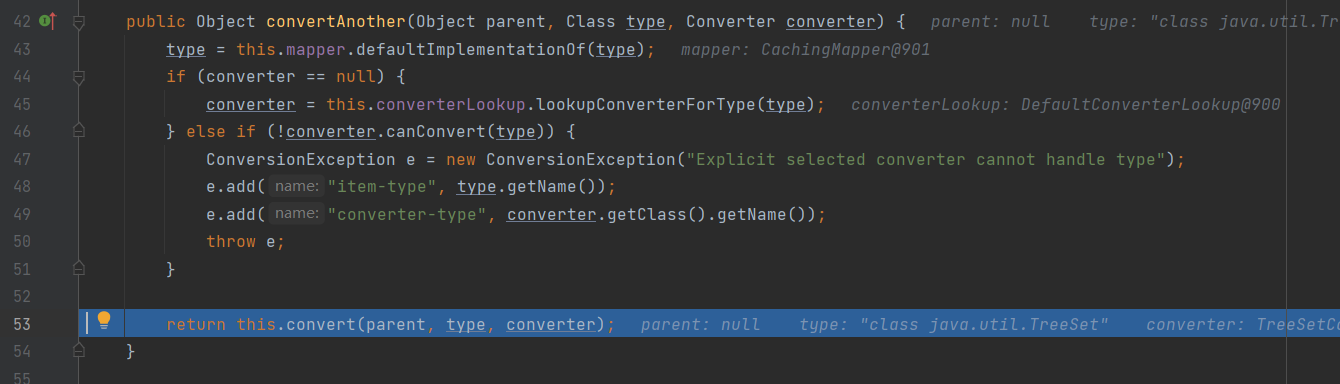 42 public Object convertAnother(Object parent, Class type, Converter converter) { parent: null type: "class java.util.Tr
43 type = this.mapper.defaultImplementationOf(type); mapper: CachingMapper@901
44 if (converter == null) {
45 converter = this.converterLookup.lookupConverterForType(type); converterLookup: DefaultConverterLookup@900
46 } else if (!converter.canConvert(type)) {
47 ConversionException e = new ConversionException("Explicit selected converter cannot handle type");
48 e.add( name: "item-type", type.getName());
49 e.add( name: "converter-type", converter.getClass().getName());
50 throw e;
51 }
52
53 return this.convert(parent, type, converter); parent: null type: "class java.util.TreeSet" converter: TreeSetCo
54 }
55